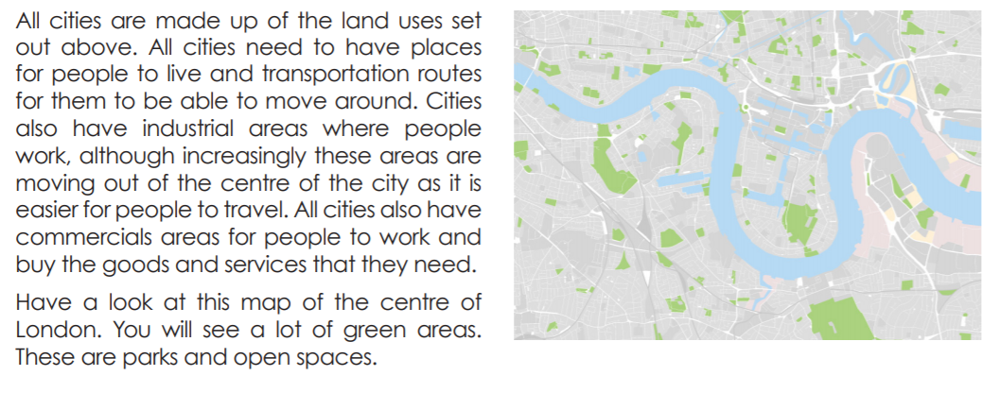 All cities are made up of the land uses set
out above. All cities need to have places
for people to live and transportation routes
for them to be able to move around. Cities
also have industrial areas where people
work, although increasingly these areas are
moving out of the centre of the city as it is
easier for people to travel. All cities also have
commercials areas for people to work and
buy the goods and services that they need.
Have a look at this map of the centre of
London. You will see a lot of green areas.
These are parks and open spaces.